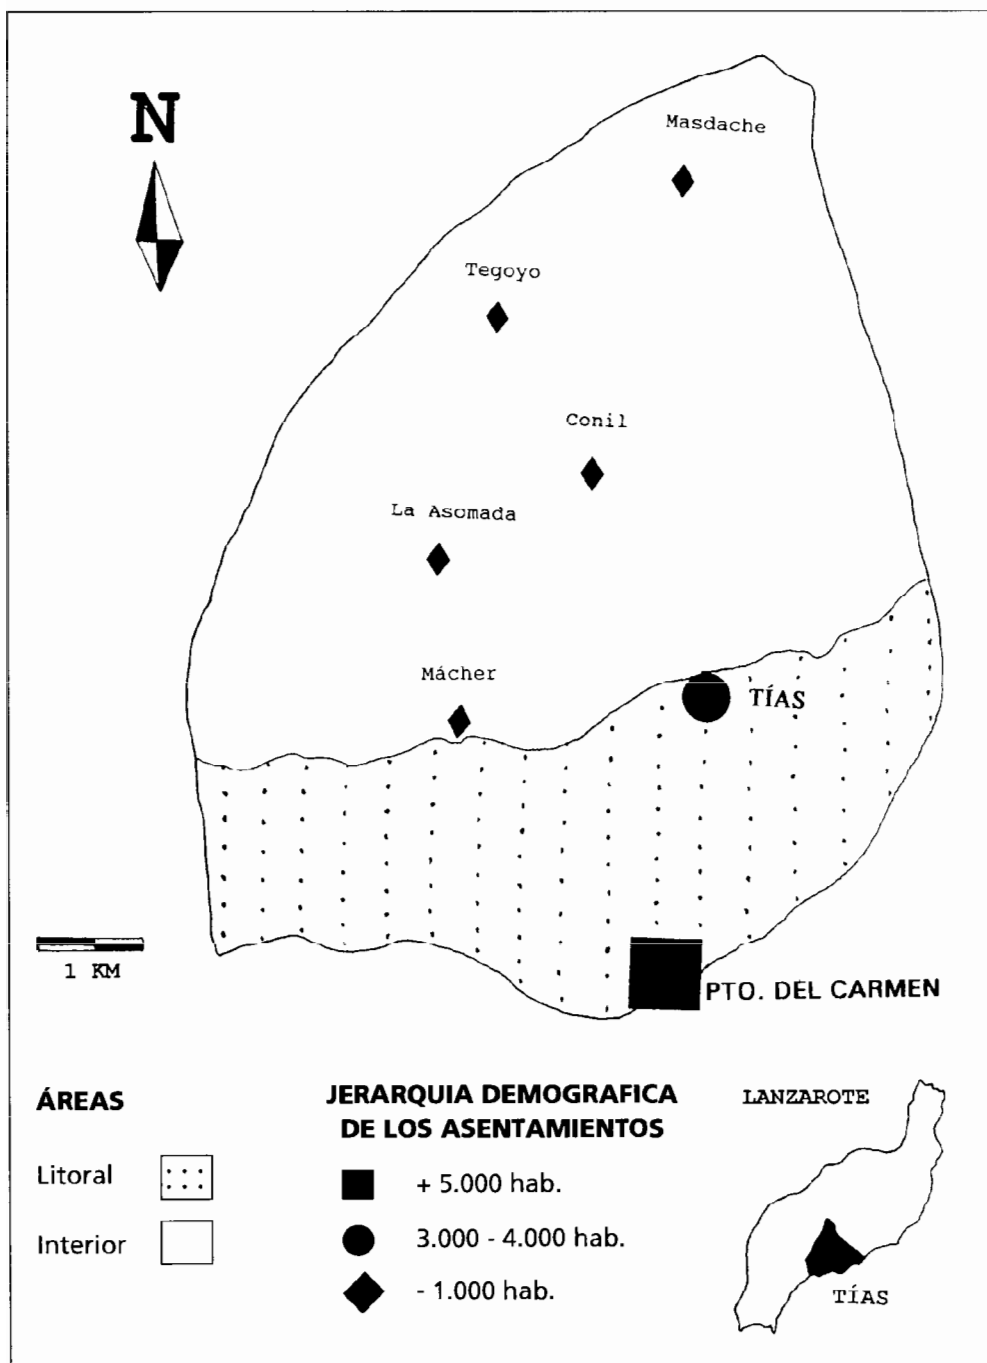 N
Masdache
Tegoyo
Conil
La Asomada
Mácher
TÍAS
1 KM
PTO. DEL CARMEN
ÁREAS
Litoral
Interior
JERARQUIA DEMOGRAFICA
DE LOS ASENTAMIENTOS
+ 5.000 hab.
3.000 - 4.000 hab.
- 1.000 hab.
LANZAROTE
TÍAS